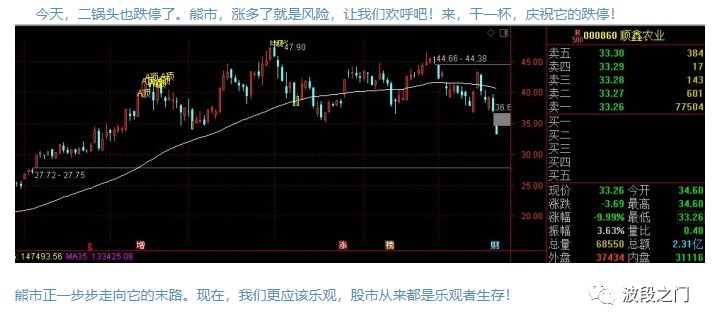 今天，二锅头也跌停了。熊市，涨多了就是风险，让我们欢呼吧！来，干一杯，庆祝它的跌停！
R 500 000860 顺鑫农业
卖五 33.30 384
卖四 33.29 17
卖三 33.28 143
卖二 33.27 601
卖一 33.26 77504
买一
买二
买三
买四
买五
现价 33.26 今开 34.60
涨跌 -3.69 最高 34.60
涨幅 -9.99% 最低 33.26
振幅 3.63% 量比 0.48
总量 68550 总额 2.31亿
外盘 37434 内盘 31116
47.90
44.66 - 44.38
45.00
40.00
36.6
35.00
30.00
27.72 - 27.75
25.00
20.00
增 涨 榜 财
5: 147493.56 MA35: 133425.08
熊市正一步步走向它的末路。现在，我们更应该乐观，股市从来都是乐观者生存！
波段之门